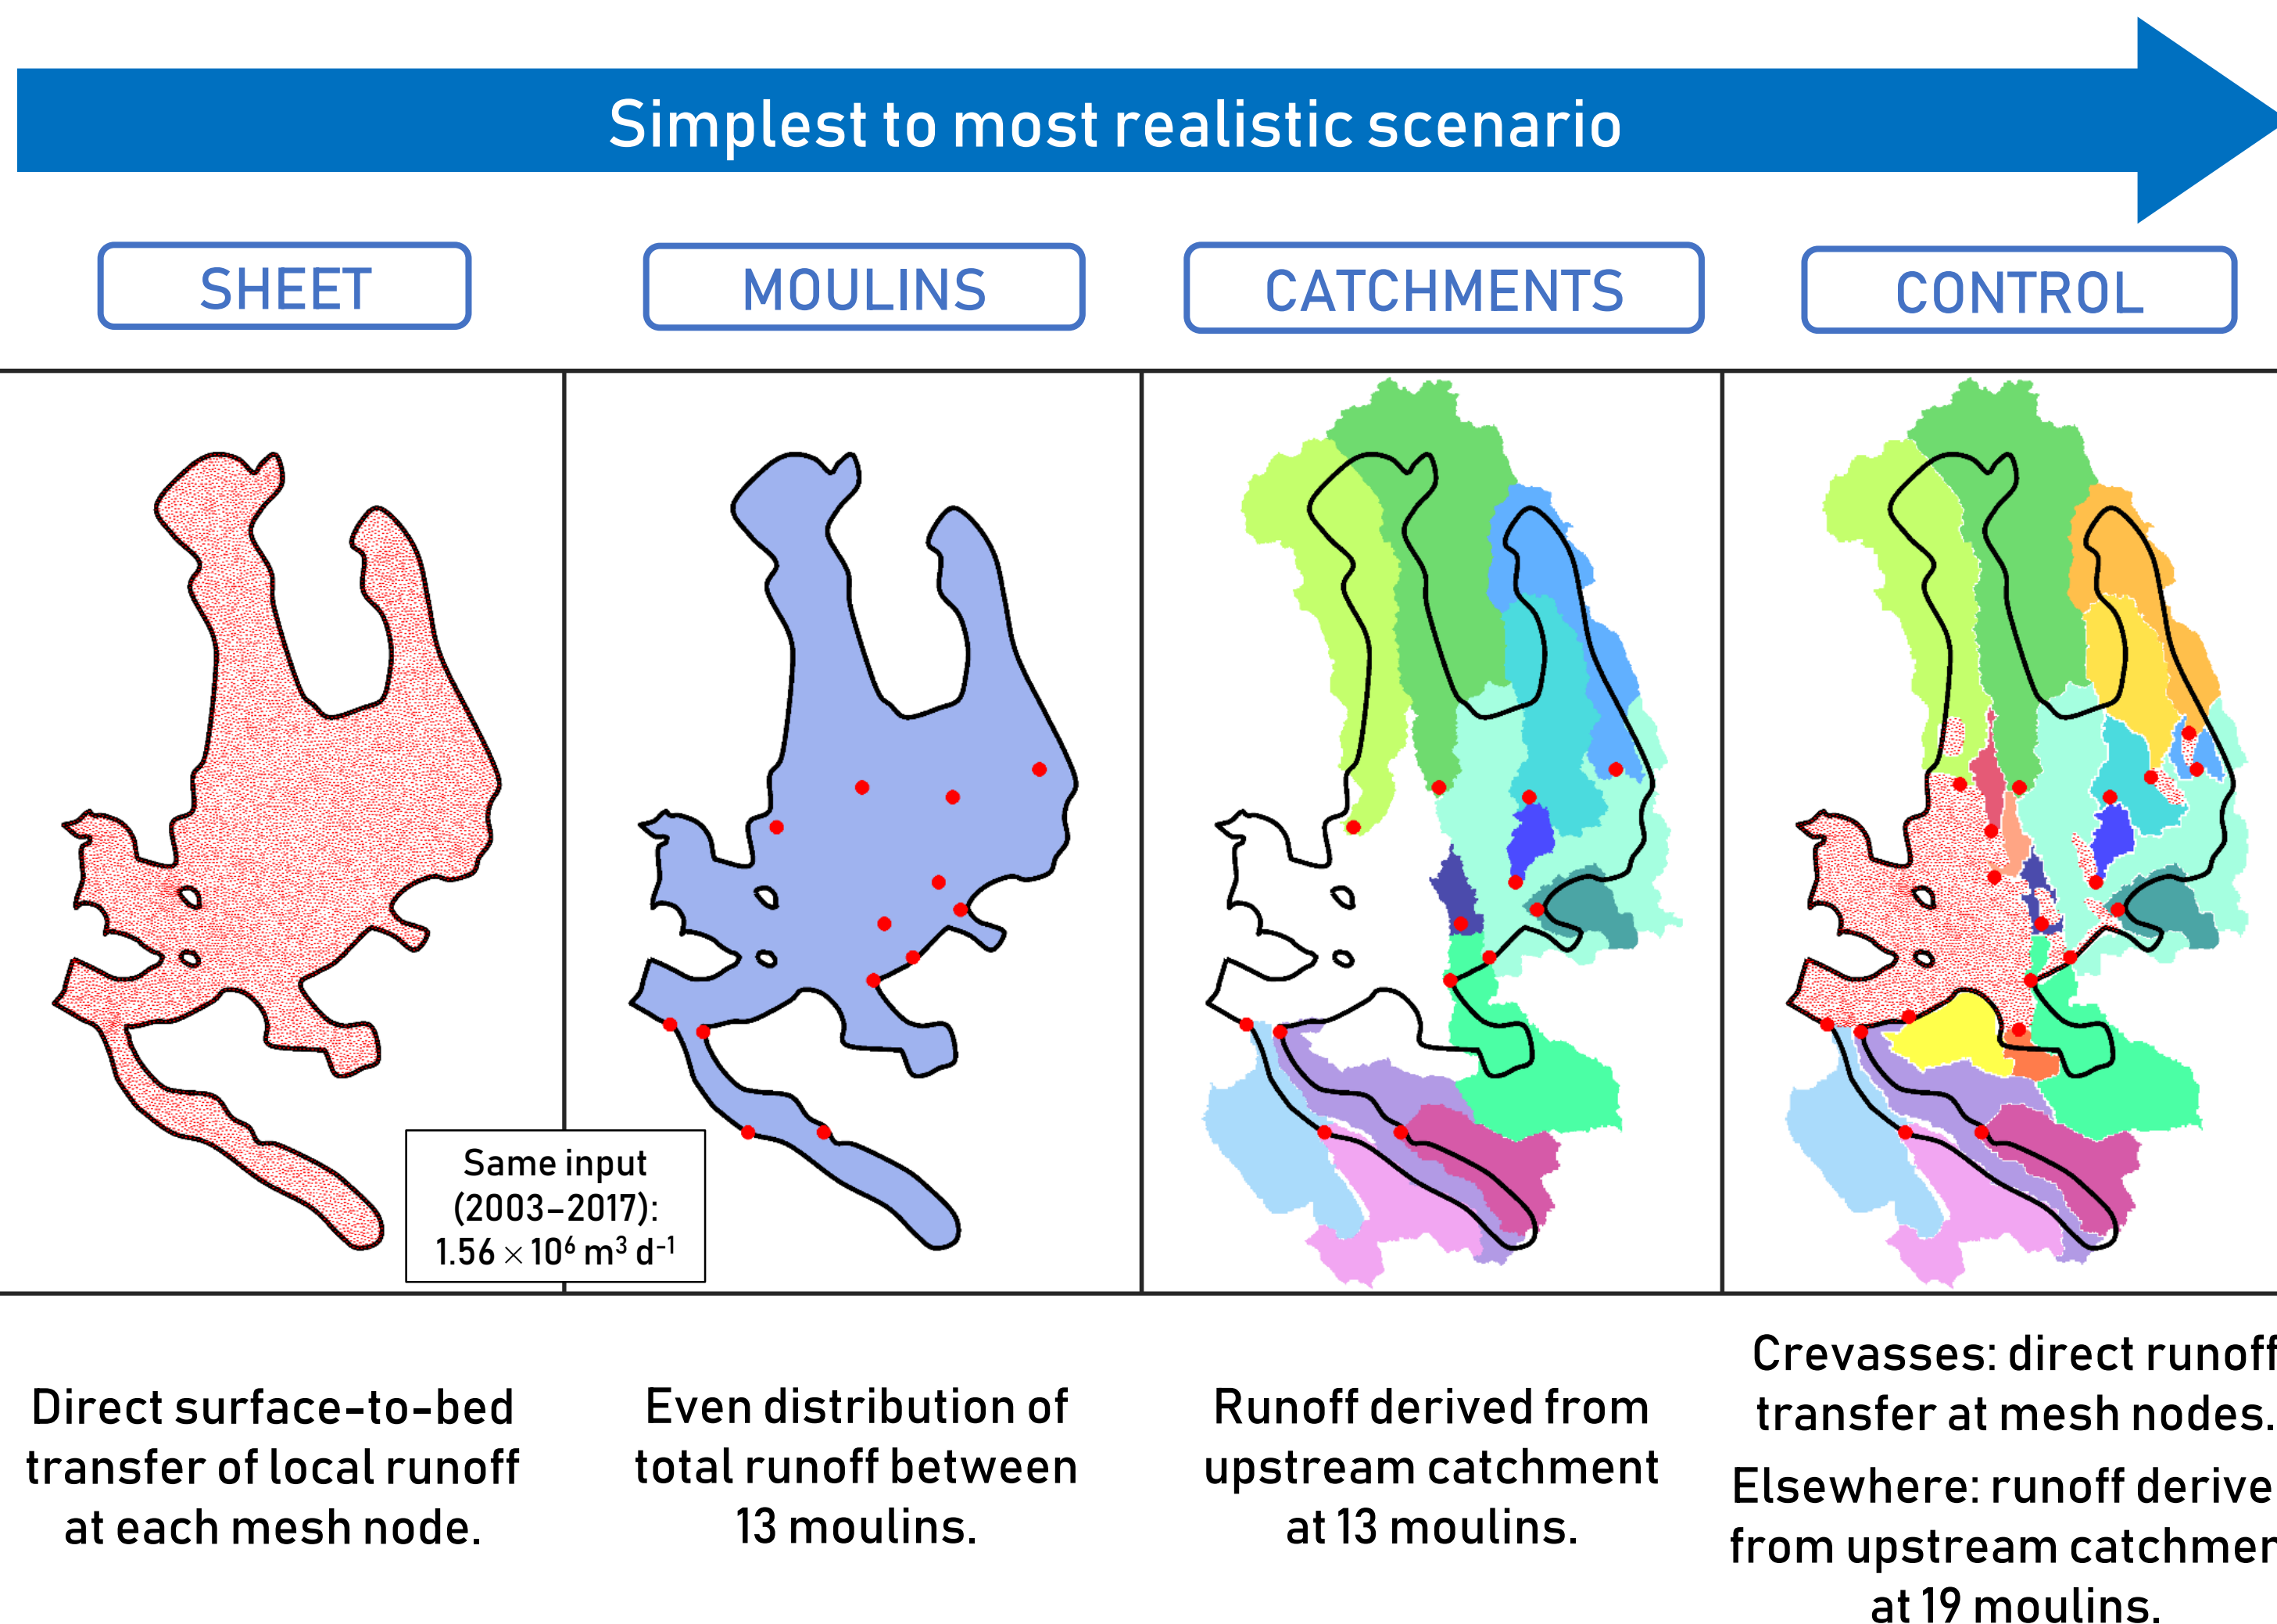 Simplest to most realistic scenario
SHEET
MOULINS
CATCHMENTS
CONTROL
Same input
(2003–2017):
1.56 × 10⁶ m³ d⁻¹
Direct surface-to-bed
transfer of local runoff
at each mesh node.
Even distribution of
total runoff between
13 moulins.
Runoff derived from
upstream catchment
at 13 moulins.
Crevasses: direct runoff
transfer at mesh nodes.
Elsewhere: runoff derive
from upstream catchmen
at 19 moulins.